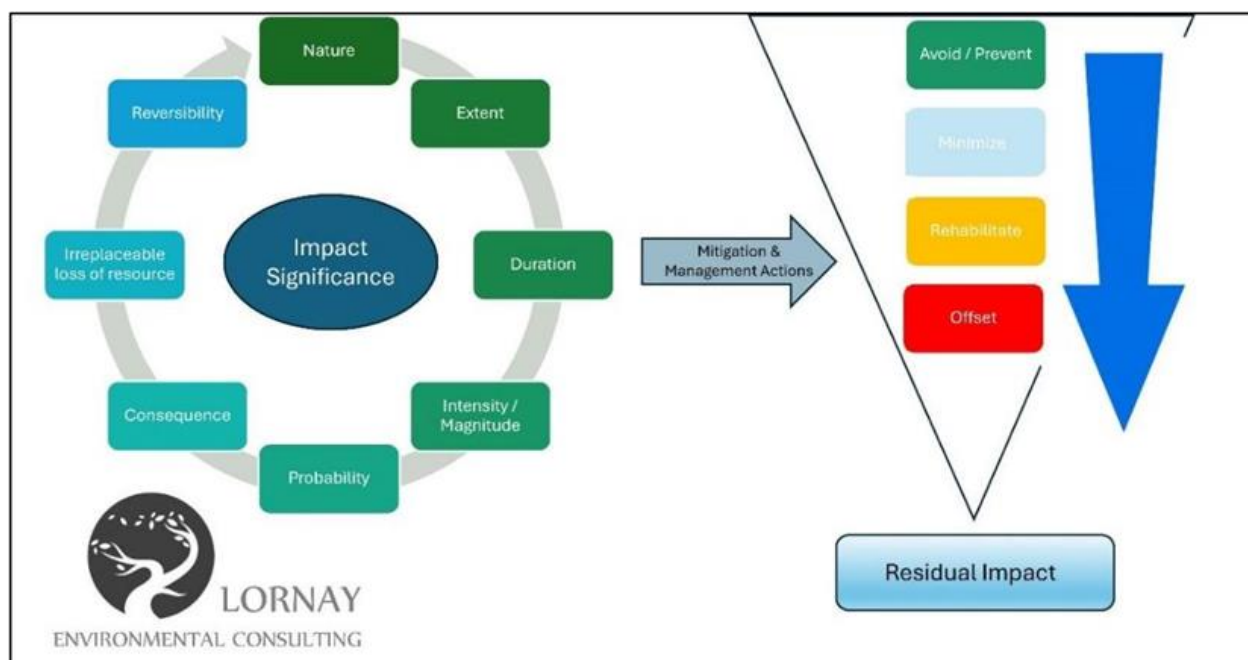 Nature
Extent
Duration
Intensity /
Magnitude
Probability
Consequence
Irreplaceable
loss of resource
Reversibility
Impact
Significance
Mitigation &
Management Actions
Avoid / Prevent
Minimize
Rehabilitate
Offset
Residual Impact
LORNAY
ENVIRONMENTAL CONSULTING